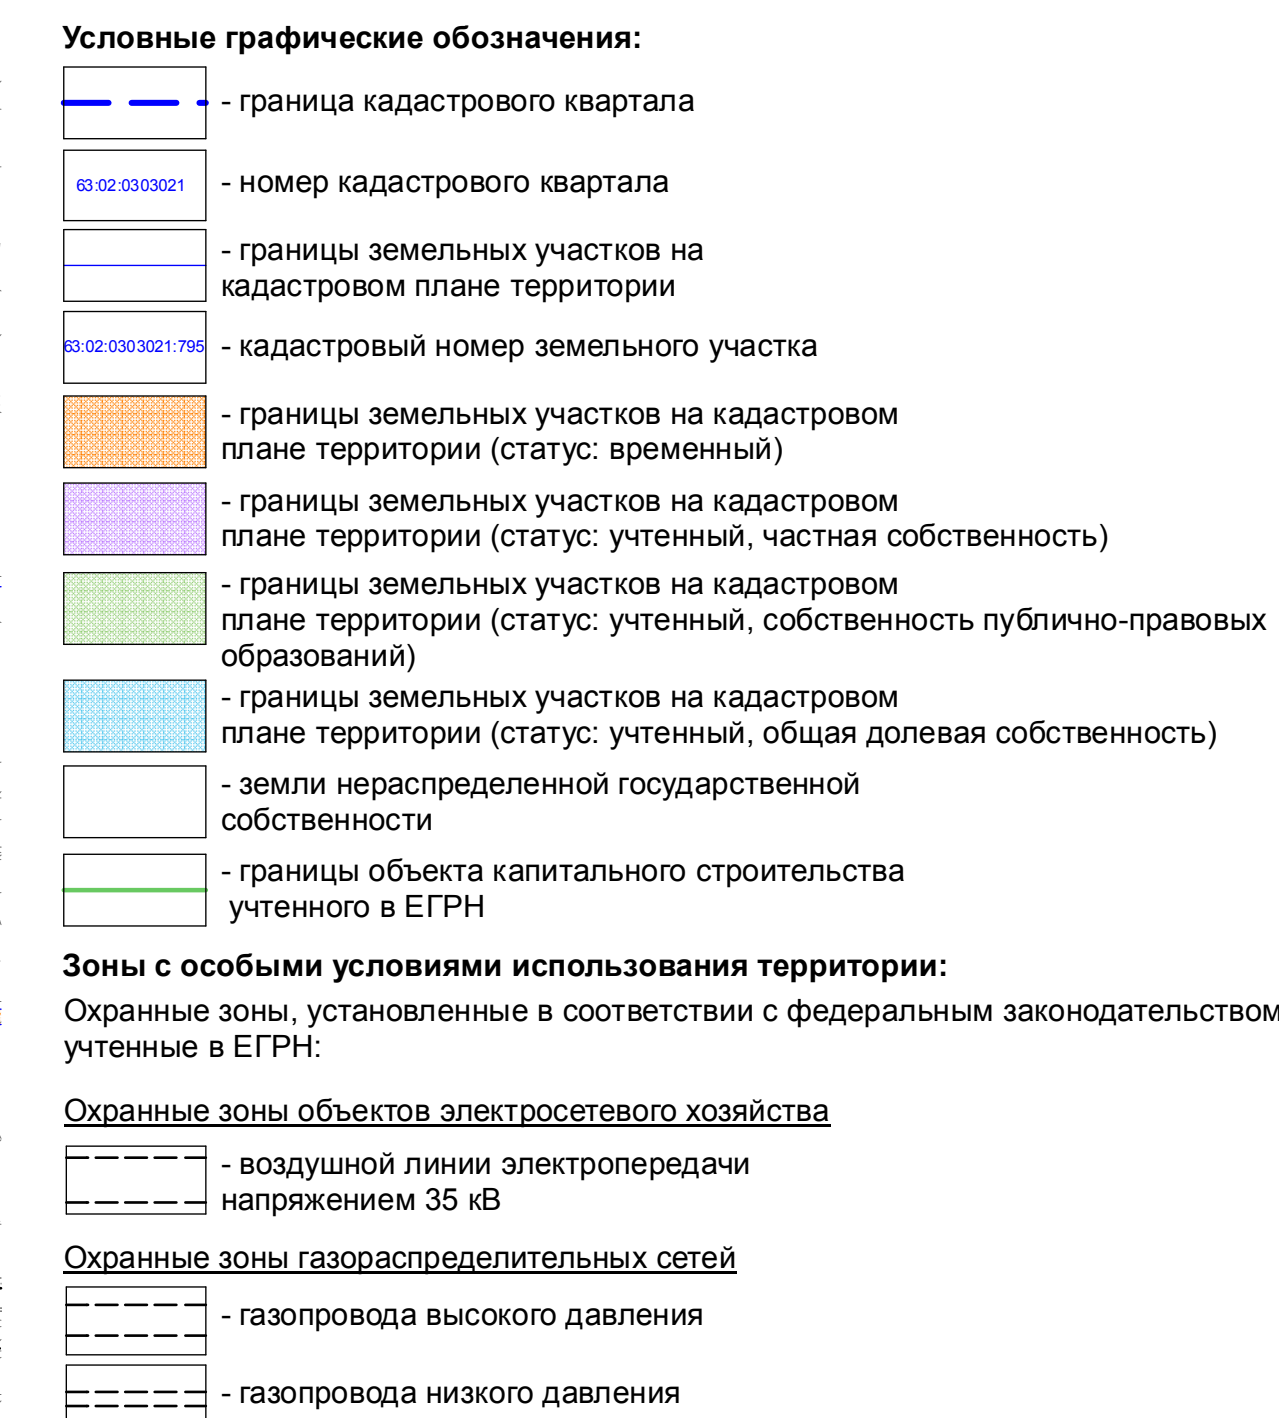 Условные графические обозначения:
- граница кадастрового квартала
63:02:0303021
- номер кадастрового квартала
- границы земельных участков на
кадастровом плане территории
63:02:0303021:795
- кадастровый номер земельного участка
- границы земельных участков на кадастровом
плане территории (статус: временный)
- границы земельных участков на кадастровом
плане территории (статус: учтенный, частная собственность)
- границы земельных участков на кадастровом
плане территории (статус: учтенный, собственность публично-правовых
образований)
- границы земельных участков на кадастровом
плане территории (статус: учтенный, общая долевая собственность)
- земли нераспределенной государственной
собственности
- границы объекта капитального строительства
учтенного в ЕГРН
Зоны с особыми условиями использования территории:
Охранные зоны, установленные в соответствии с федеральным законодательством
учтенные в ЕГРН:
Охранные зоны объектов электросетевого хозяйства
- воздушной линии электропередачи
напряжением 35 кВ
Охранные зоны газораспределительных сетей
- газопровода высокого давления
- газопровода низкого давления